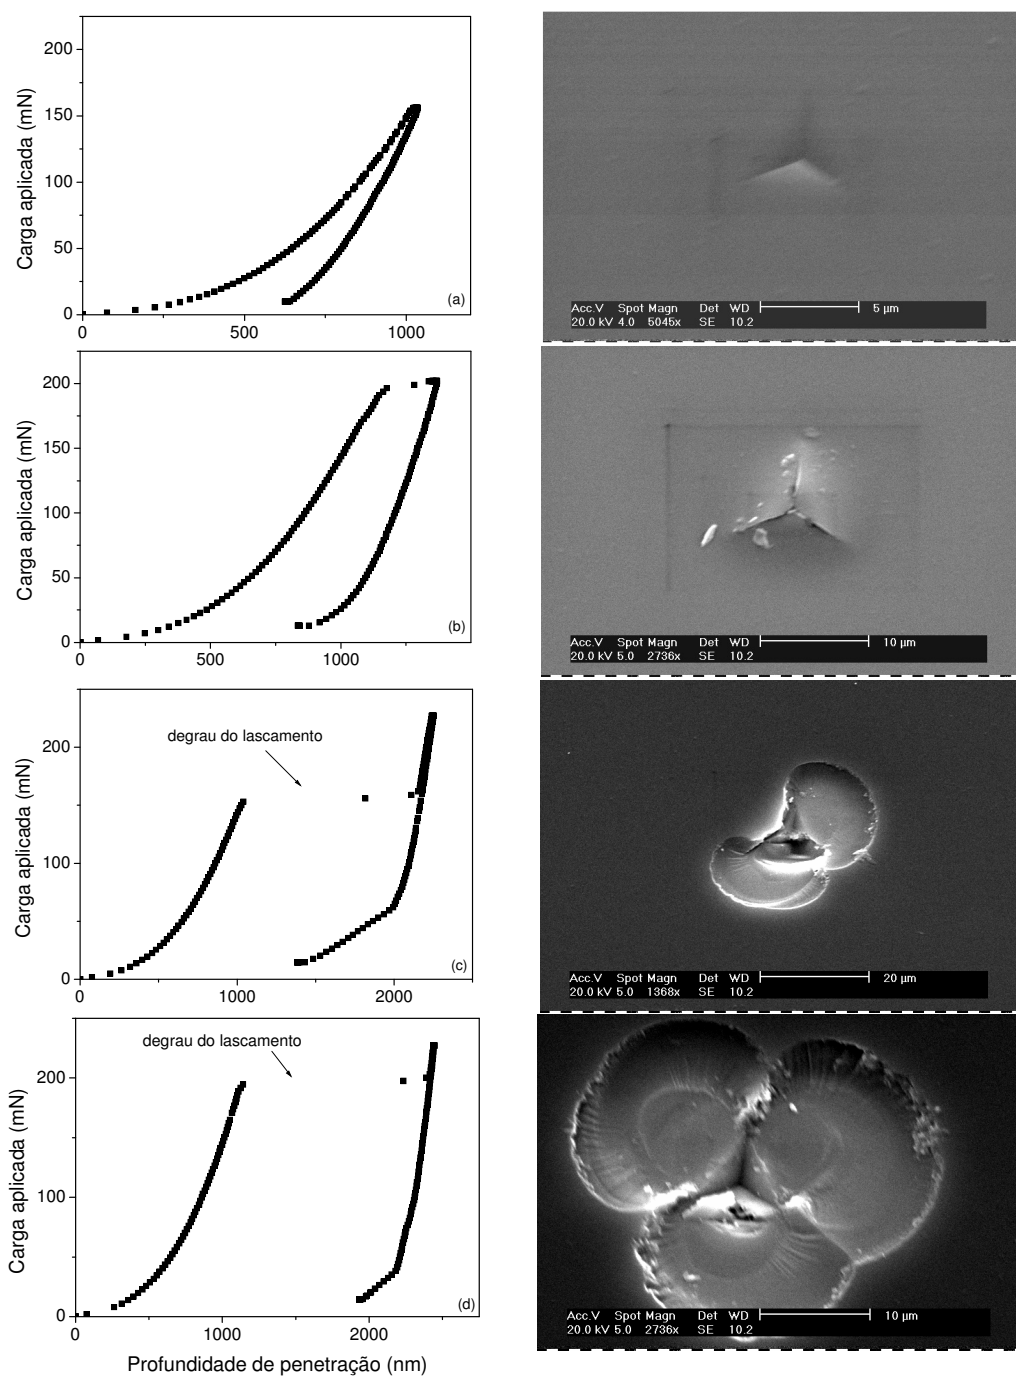 200
150
100
50
0
Carga aplicada (mN)
(a)
0 500 1000
Acc.V Spot Magn Det WD 5 µm
20.0 kV 4.0 5045x SE 10.2
200
150
100
50
0
Carga aplicada (mN)
(b)
0 500 1000
Acc.V Spot Magn Det WD 10 µm
20.0 kV 5.0 2736x SE 10.2
degrau do lascamento
200
100
0
Carga aplicada (mN)
(c)
0 1000 2000
Acc.V Spot Magn Det WD 20 µm
20.0 kV 5.0 1368x SE 10.2
degrau do lascamento
200
100
0
Carga aplicada (mN)
(d)
0 1000 2000
Profundidade de penetração (nm)
Acc.V Spot Magn Det WD 10 µm
20.0 kV 5.0 2736x SE 10.2